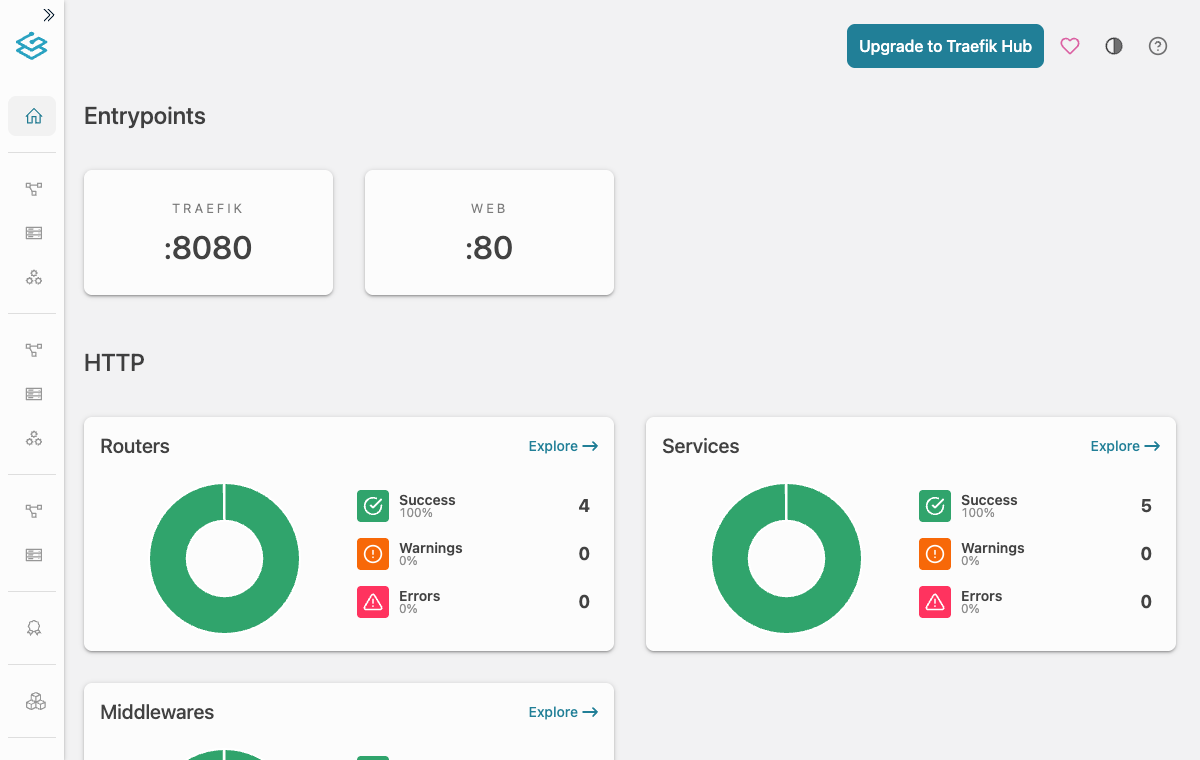 Upgrade to Traefik Hub
Entrypoints
TRAEFIK
:8080
WEB
:80
HTTP
Routers
Explore
Success
100%
4
Warnings
0%
0
Errors
0%
0
Services
Explore
Success
100%
5
Warnings
0%
0
Errors
0%
0
Middlewares
Explore